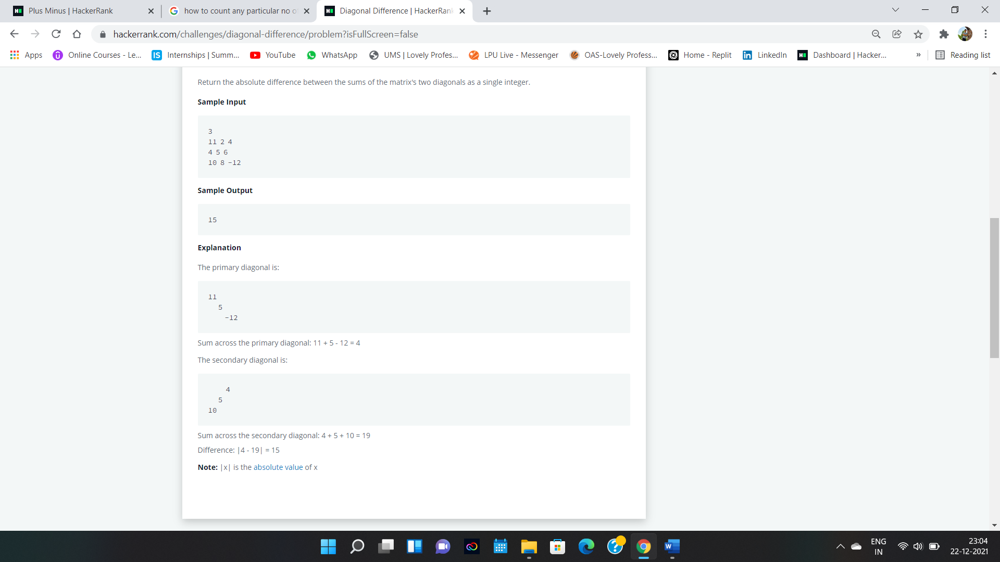 Plus Minus | HackerRank
how to count any particular no o
Diagonal Difference | HackerRank
hackerrank.com/challenges/diagonal-difference/problem?isFullScreen=false
Apps
Online Courses - Le...
Internships | Summ...
YouTube
WhatsApp
UMS | Lovely Profes...
LPU Live - Messenger
OAS-Lovely Profess...
Home - Replit
LinkedIn
Dashboard | Hacker...
»
Reading list
Return the absolute difference between the sums of the matrix's two diagonals as a single integer.
Sample Input
3
11 2 4
4 5 6
10 8 -12
Sample Output
15
Explanation
The primary diagonal is:
11
5
-12
Sum across the primary diagonal: 11 + 5 - 12 = 4
The secondary diagonal is:
4
5
10
Sum across the secondary diagonal: 4 + 5 + 10 = 19
Difference: |4 - 19| = 15
Note: |x| is the absolute value of x
ENG
IN
23:04
22-12-2021